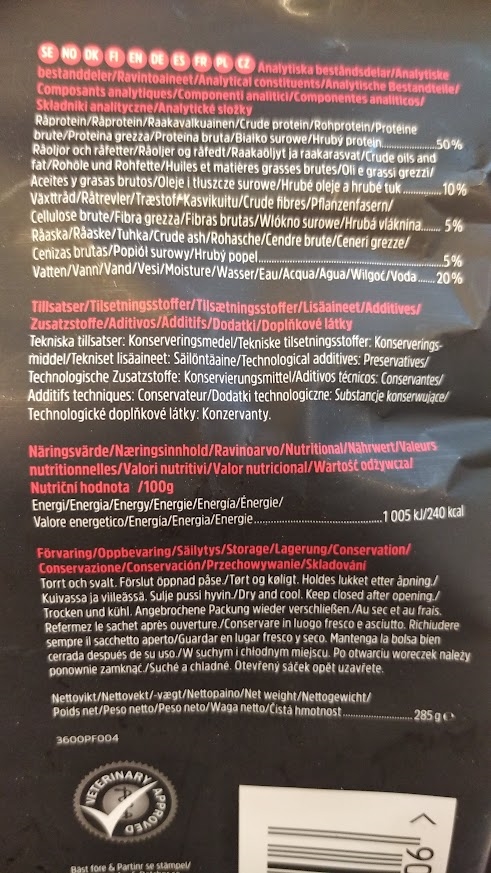 SE NO DK FI EN DE ES FR PL CZ Analytiska beståndsdelar/Analytiske
bestanddeler/Ravintoaineet/Analytical constituents/Analytische Bestandteile/
Composants analytiques/Componenti analitici/Componentes analíticos/
Składniki analityczne/Analytické složky
Råprotein/Råprotein/Raakavalkuainen/Crude protein/Rohprotein/Protéine
brute/Proteina grezza/Proteína bruta/Białko surowe/Hrubý protein..............50%
Råoljor och råfetter/Råoljer og råfedt/Raakaöljyt ja raakarasvat/Crude oils and
fat/Rohöle und Rohfette/Huiles et matières grasses brutes/Oli e grassi grezzi/
Aceites y grasas brutos/Oleje i tłuszcze surowe/Hrubé oleje a hrubé tuk...........10%
Växttråd/Råtrevler/Træstof/Kasvikuitu/Crude fibres/Pflanzenfasern/
Cellulose brute/Fibra grezza/Fibras brutas/Włókno surowe/Hrubá vláknina...... 5%
Råaska/Råaske/Tuhka/Crude ash/Rohasche/Cendre brute/Ceneri grezze/
Cenizas brutas/Popiół surowy/Hrubý popel..............................................5%
Vatten/Vann/Vand/Vesi/Moisture/Wasser/Eau/Acqua/Agua/Wilgoć/Voda......20%
Tillsatser/Tilsetningsstoffer/Tilsætningsstoffer/Lisäaineet/Additives/
Zusatzstoffe/Aditivos/Additifs/Dodatki/Doplňkové látky
Tekniska tillsatser: Konserveringsmedel/Tekniske tilsetningsstoffer: Konserverings-
middel/Tekniset lisäaineet: Säilöntäaine/Technological additives: Preservatives/
Technologische Zusatzstoffe: Konservierungsmittel/Aditivos técnicos: Conservantes/
Additifs techniques: Conservateur/Dodatki technologiczne: Substancje konserwujące/
Technologické doplňkové látky: Konzervanty.
Näringsvärde/Næringsinnhold/Ravinoarvo/Nutritional/Nährwert/Valeurs
nutritionnelles/Valori nutritivi/Valor nutricional/Wartość odżywcza/
Nutriční hodnota /100g
Energi/Energia/Energy/Energie/Energía/Énergie/
Valore energetico/Energía/Energia/Energie..................................1 005 kJ/240 kcal
Förvaring/Oppbevaring/Säilytys/Storage/Lagerung/Conservation/
Conservazione/Conservación/Przechowywanie/Skladování
Torrt och svalt. Förslut öppnad påse./Tørt og køligt. Holdes lukket etter åpning./
Kuivassa ja viileässä. Sulje pussi hyvin./Dry and cool. Keep closed after opening./
Trocken und kühl. Angebrochene Packung wieder verschließen./Au sec et au frais.
Refermez le sachet après ouverture./Conservare in luogo fresco e asciutto. Richiudere
sempre il sacchetto aperto/Guardar en lugar fresco y seco. Mantenga la bolsa bien
cerrada después de su uso./W suchym i chłodnym miejscu. Po otwarciu woreczek należy
ponownie zamknąć./Suché a chladné. Otevřený sáček opět uzavřete.
Nettovikt/Nettovekt/-vægt/Nettopaino/Net weight/Nettogewicht/
Poids net/Peso netto/Peso neto/Waga netto/Čistá hmotnost.....................285g e
3600PF004
VETERINARY APPROVED
Bäst före & Partinr se stämpel/
< 90